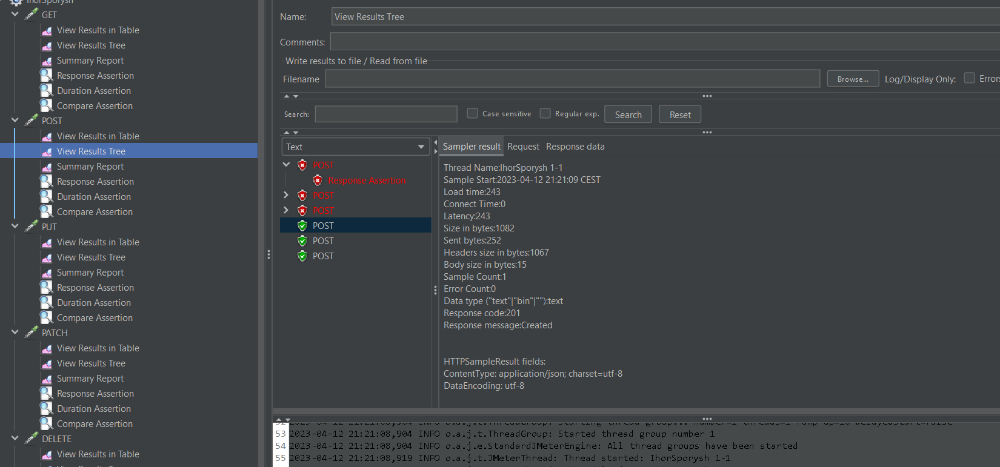 IhorSporysh
GET
View Results in Table
View Results Tree
Summary Report
Response Assertion
Duration Assertion
Compare Assertion
POST
View Results in Table
View Results Tree
Summary Report
Response Assertion
Duration Assertion
Compare Assertion
PUT
View Results in Table
View Results Tree
Summary Report
Response Assertion
Duration Assertion
Compare Assertion
PATCH
View Results in Table
View Results Tree
Summary Report
Response Assertion
Duration Assertion
Compare Assertion
DELETE
View Results in Table
Name: View Results Tree
Comments:
Write results to file / Read from file
Filename Browse... Log/Display Only: Errors
Search: Case sensitive Regular exp. Search Reset
Text
POST
Response Assertion
POST
POST
POST
POST
POST
Sampler result Request Response data
Thread Name:IhorSporysh 1-1
Sample Start:2023-04-12 21:21:09 CEST
Load time:243
Connect Time:0
Latency:243
Size in bytes:1082
Sent bytes:252
Headers size in bytes:1067
Body size in bytes:15
Sample Count:1
Error Count:0
Data type ("text"|"bin"|""):text
Response code:201
Response message:Created
HTTPSampleResult fields:
ContentType: application/json; charset=utf-8
DataEncoding: utf-8
53 2023-04-12 21:21:08,904 INFO o.a.j.t.ThreadGroup: Started thread group number 1
54 2023-04-12 21:21:08,904 INFO o.a.j.e.StandardJMeterEngine: All thread groups have been started
55 2023-04-12 21:21:08,919 INFO o.a.j.t.JMeterThread: Thread started: IhorSporysh 1-1